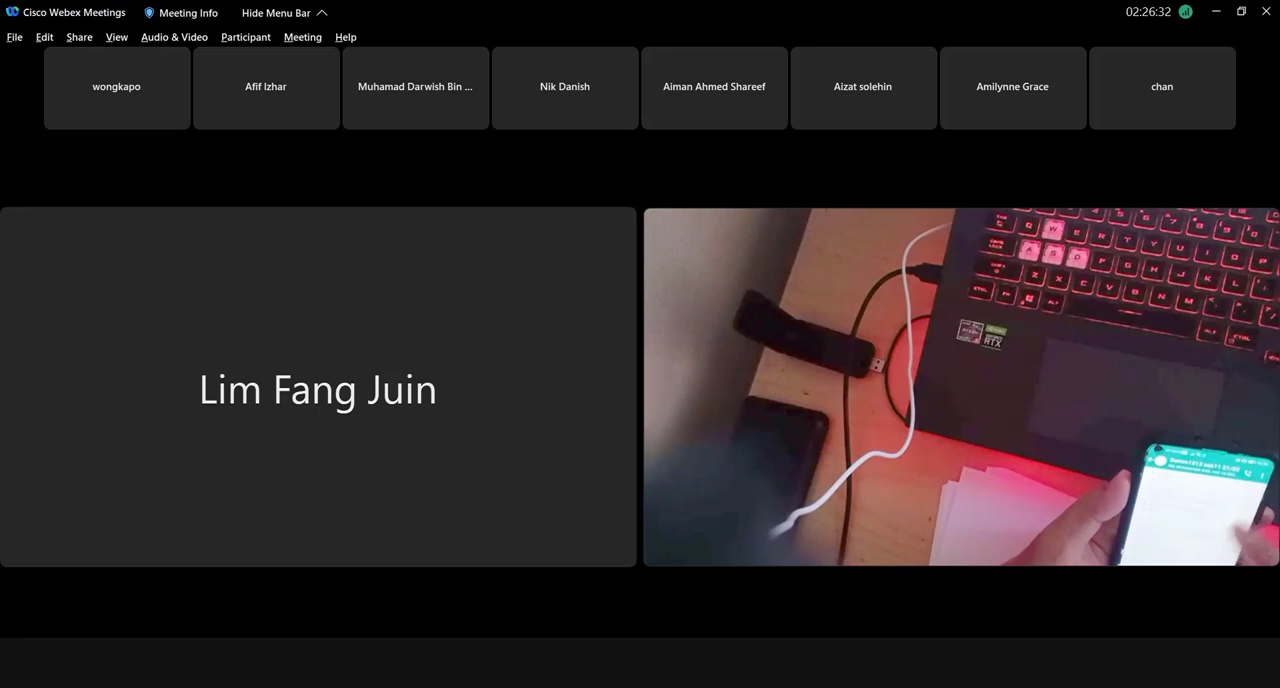 Cisco Webex Meetings Meeting Info Hide Menu Bar 02:26:32
File Edit Share View Audio & Video Participant Meeting Help
wongkapo Afif Izhar Muhamad Darwish Bin ... Nik Danish Aiman Ahmed Shareef Aizat solehin Amilynne Grace chan
Lim Fang Juin
Q W E R T Y U I O P
A S D F G H J K L
Z X C V B N M
RTX